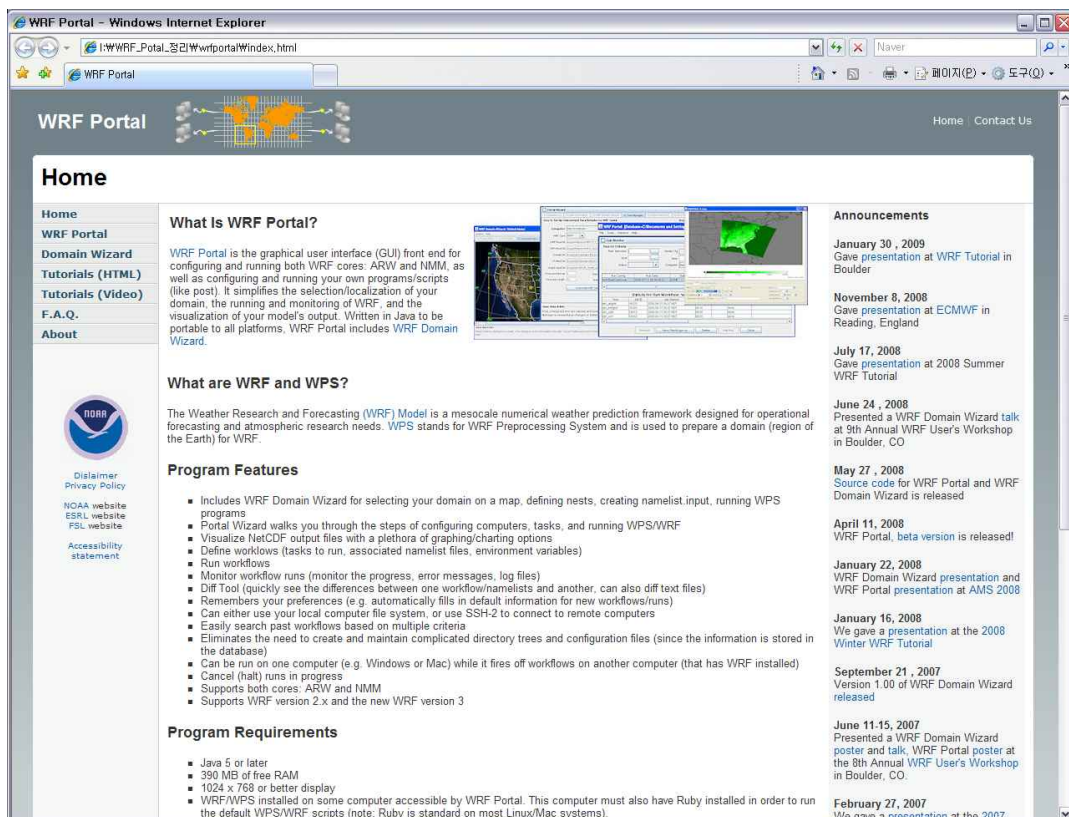 WRF Portal - Windows Internet Explorer
I:₩WRF_Potal_정리₩wrfportal₩index.html
Naver
WRF Portal
페이지(P)
도구(O)
WRF Portal
Home | Contact Us
Home
Home
WRF Portal
Domain Wizard
Tutorials (HTML)
Tutorials (Video)
F.A.Q.
About
NOAA
Dislaimer
Privacy Policy
NOAA website
ESRL website
FSL website
Accessibility
statement
What Is WRF Portal?
WRF Portal is the graphical user interface (GUI) front end for
configuring and running both WRF cores: ARW and NMM, as
well as configuring and running your own programs/scripts
(like post). It simplifies the selection/localization of your
domain, the running and monitoring of WRF, and the
visualization of your model's output. Written in Java to be
portable to all platforms, WRF Portal includes WRF Domain
Wizard.
What are WRF and WPS?
The Weather Research and Forecasting (WRF) Model is a mesocale numerical weather prediction framework designed for operational
forecasting and atmospheric research needs. WPS stands for WRF Preprocessing System and is used to prepare a domain (region of
the Earth) for WRF.
Program Features
▪ Includes WRF Domain Wizard for selecting your domain on a map, defining nests, creating namelist.input, running WPS
programs
▪ Portal Wizard walks you through the steps of configuring computers, tasks, and running WPS/WRF
▪ Visualize NetCDF output files with a plethora of graphing/charting options
▪ Define worklows (tasks to run, associated namelist files, environment variables)
▪ Run workflows
▪ Monitor workflow runs (monitor the progress, error messages, log files)
▪ Diff Tool (quickly see the differences between one workflow/namelists and another, can also diff text files)
▪ Remembers your preferences (e.g. automatically fills in default information for new workflows/runs)
▪ Can either use your local computer file system, or use SSH-2 to connect to remote computers
▪ Easily search past workflows based on multiple criteria
▪ Eliminates the need to create and maintain complicated directory trees and configuration files (since the information is stored in
the database)
▪ Can be run on one computer (e.g. Windows or Mac) while it fires off workflows on another computer (that has WRF installed)
▪ Cancel (halt) runs in progress
▪ Supports both cores: ARW and NMM
▪ Supports WRF version 2.x and the new WRF version 3
Program Requirements
▪ Java 5 or later
▪ 390 MB of free RAM
▪ 1024 x 768 or better display
▪ WRF/WPS installed on some computer accessible by WRF Portal. This computer must also have Ruby installed in order to run
the default WPS/WRF scripts (note: Ruby is standard on most Linux/Mac systems).
Announcements
January 30 , 2009
Gave presentation at WRF Tutorial in
Boulder
November 8, 2008
Gave presentation at ECMWF in
Reading, England
July 17, 2008
Gave presentation at 2008 Summer
WRF Tutorial
June 24 , 2008
Presented a WRF Domain Wizard talk
at 9th Annual WRF User's Workshop
in Boulder, CO
May 27 , 2008
Source code for WRF Portal and WRF
Domain Wizard is released
April 11, 2008
WRF Portal, beta version is released!
January 22, 2008
WRF Domain Wizard presentation and
WRF Portal presentation at AMS 2008
January 16, 2008
We gave a presentation at the 2008
Winter WRF Tutorial
September 21 , 2007
Version 1.00 of WRF Domain Wizard
released
June 11-15, 2007
Presented a WRF Domain Wizard
poster and talk, WRF Portal poster at
the 8th Annual WRF User's Workshop
in Boulder, CO.
February 27, 2007
We gave a presentation at the 2007